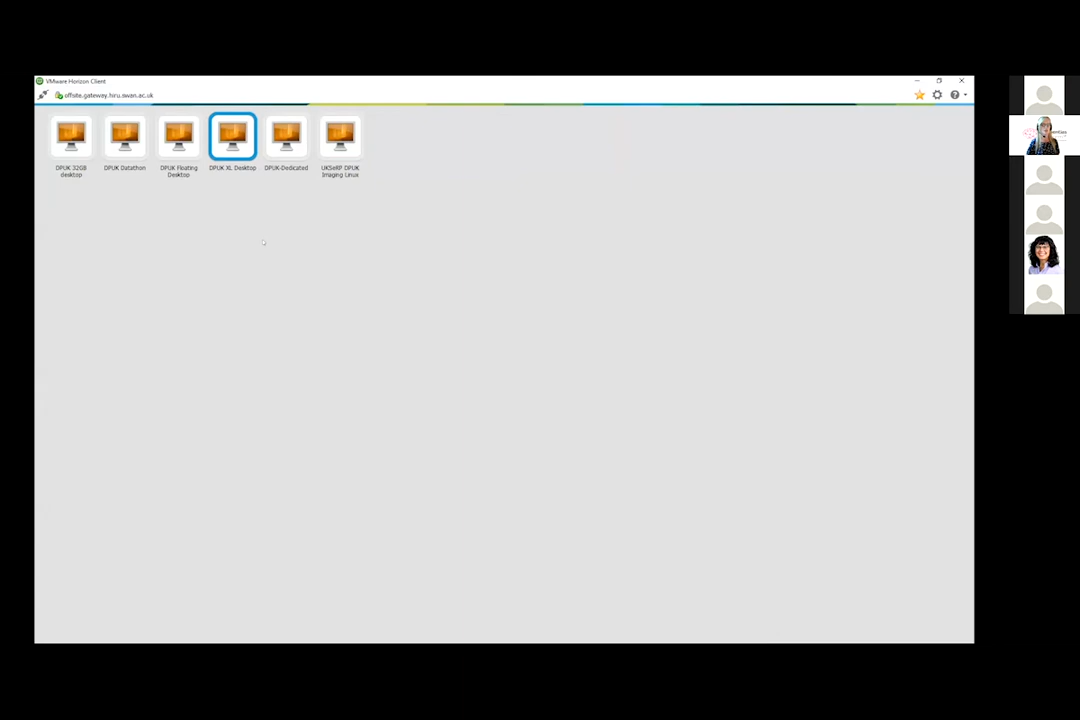 VMware Horizon Client
offsite.gateway.hiru.swan.ac.uk
DPUK 32GB
desktop
DPUK Datathon
DPUK Floating
Desktop
DPUK XL Desktop
DPUK-Dedicated
UKSeRP DPUK
Imaging Linux